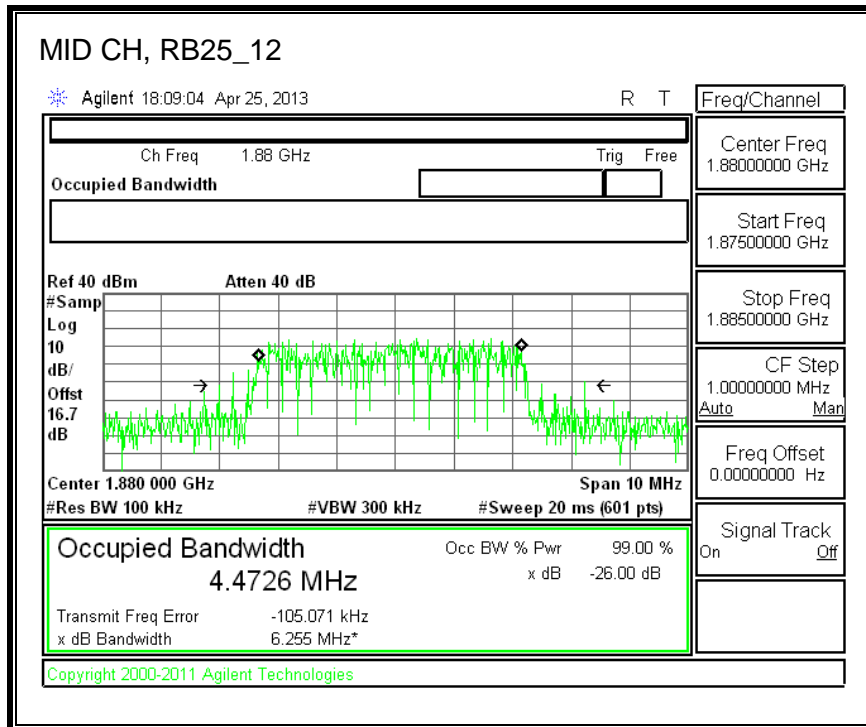 MID CH, RB25_12
Agilent 18:09:04 Apr 25, 2013 R T
Freq/Channel
Ch Freq 1.88 GHz Trig Free
Occupied Bandwidth
Center Freq
1.88000000 GHz
Start Freq
1.87500000 GHz
Stop Freq
1.88500000 GHz
CF Step
1.00000000 MHz
Auto Man
Freq Offset
0.00000000 Hz
Signal Track
On Off
Ref 40 dBm Atten 40 dB
#Samp
Log
10
dB/
Offst
16.7
dB
Center 1.880 000 GHz Span 10 MHz
#Res BW 100 kHz #VBW 300 kHz #Sweep 20 ms (601 pts)
Occupied Bandwidth Occ BW % Pwr 99.00 %
4.4726 MHz x dB -26.00 dB
Transmit Freq Error -105.071 kHz
x dB Bandwidth 6.255 MHz*
Copyright 2000-2011 Agilent Technologies